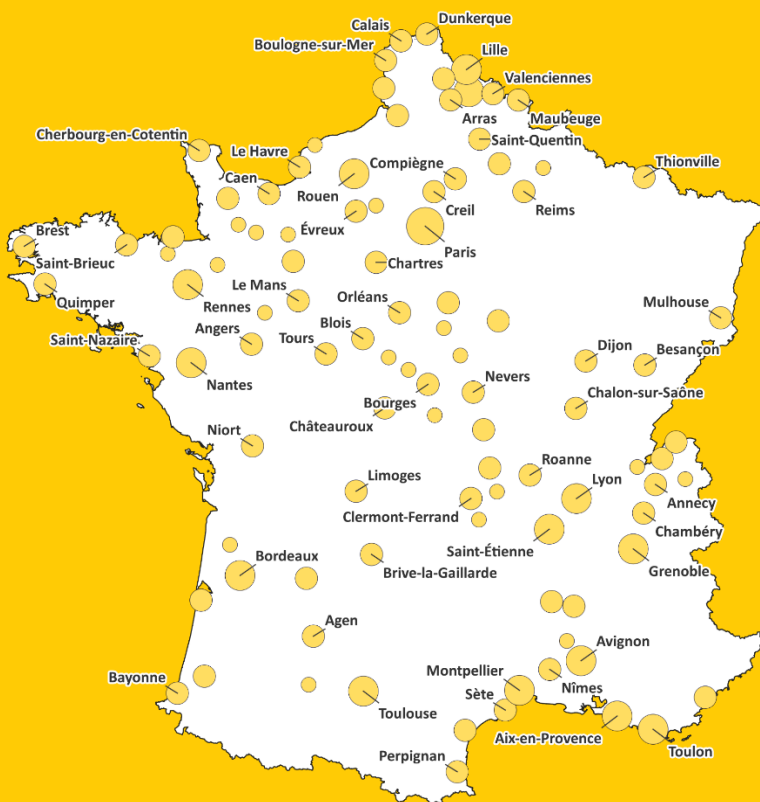 Dunkerque
Calais
Boulogne-sur-Mer
Lille
Valenciennes
Arras
Maubeuge
Cherbourg-en-Cotentin
Saint-Quentin
Le Havre
Compiègne
Thionville
Caen
Rouen
Creil
Reims
Évreux
Brest
Paris
Saint-Brieuc
Chartres
Le Mans
Orléans
Quimper
Rennes
Mulhouse
Angers
Blois
Saint-Nazaire
Tours
Dijon
Besançon
Nantes
Nevers
Chalon-sur-Saône
Bourges
Châteauroux
Niort
Limoges
Roanne
Lyon
Annecy
Clermont-Ferrand
Chambéry
Saint-Étienne
Bordeaux
Brive-la-Gaillarde
Grenoble
Agen
Avignon
Montpellier
Bayonne
Nîmes
Sète
Toulouse
Aix-en-Provence
Toulon
Perpignan